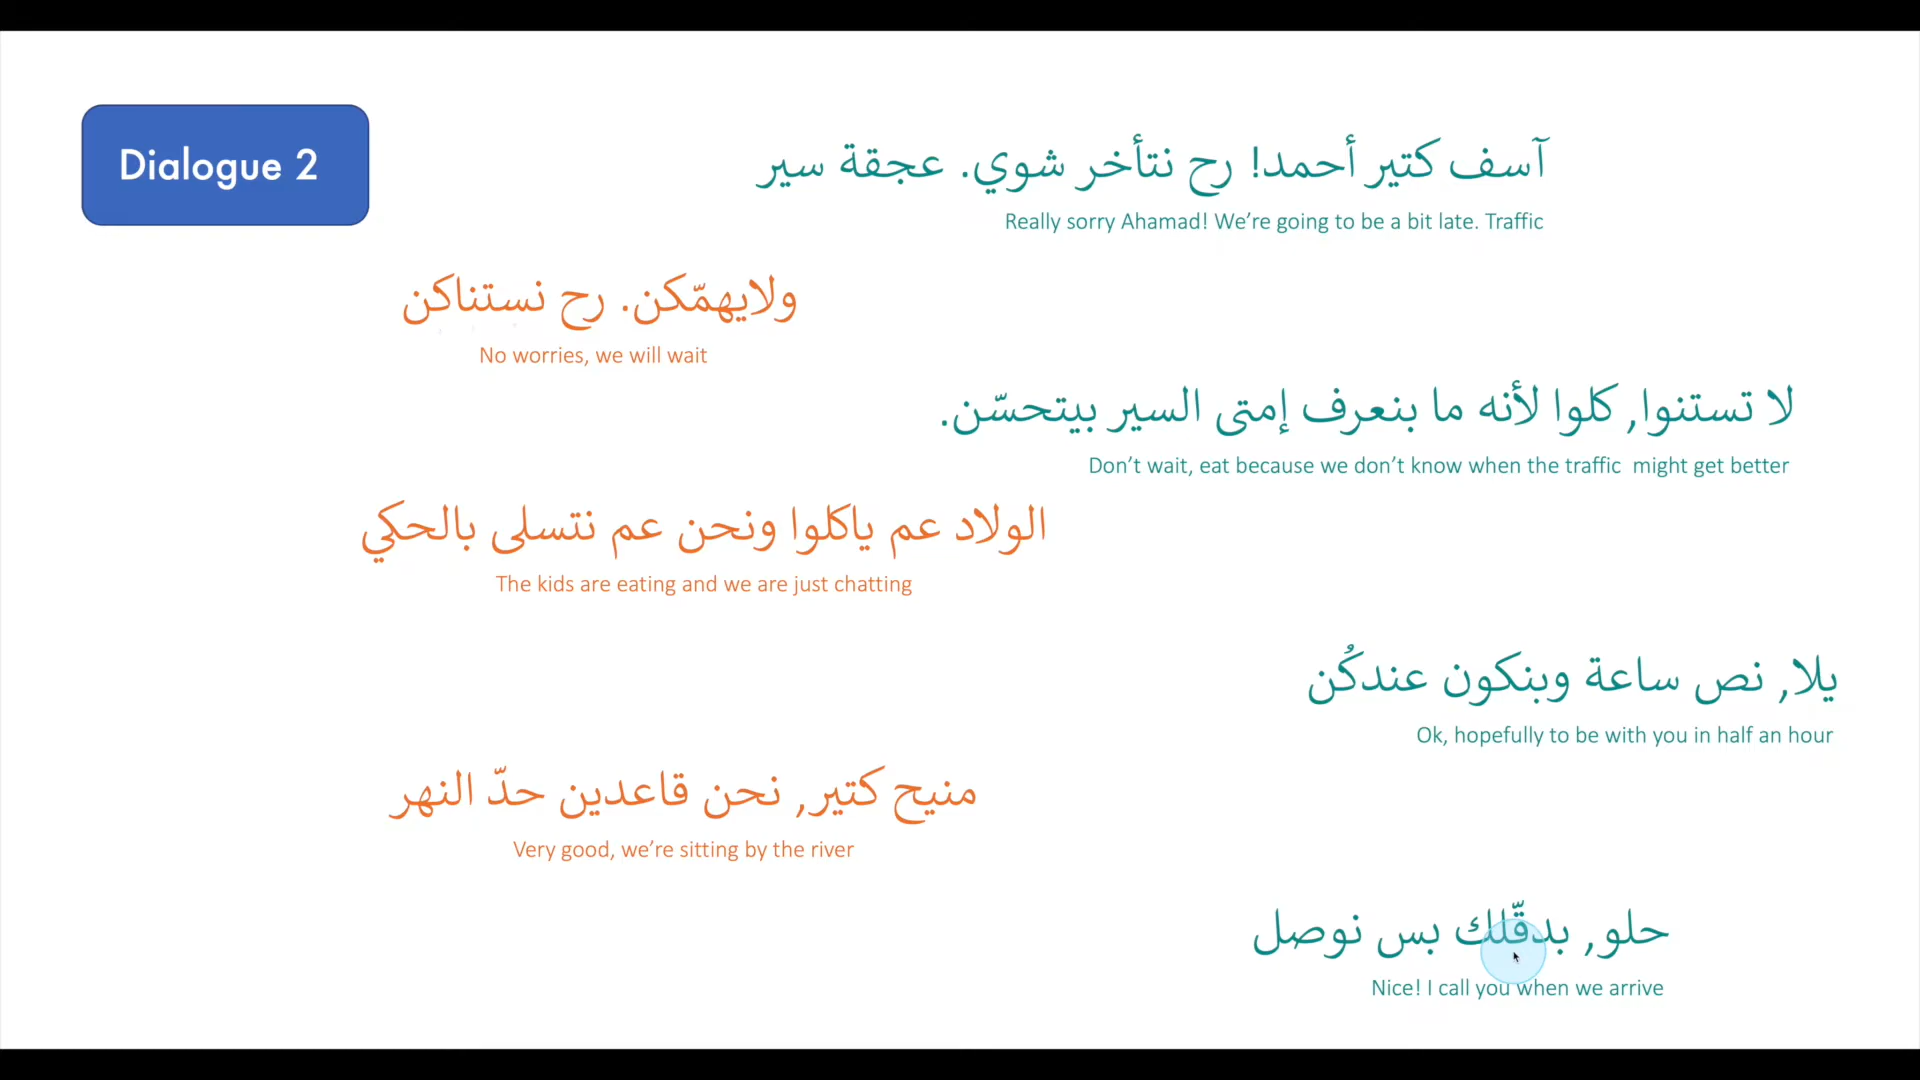 Dialogue 2
آسف كتير أحمد! رح نتأخر شوي. عجقة سير
Really sorry Ahamad! We’re going to be a bit late. Traffic
ولايهمّكن. رح نستناكن
No worries, we will wait
لا تستنوا, كلوا لأنه ما بنعرف إمتى السير بيتحسّن.
Don’t wait, eat because we don’t know when the traffic might get better
الولاد عم ياكلوا ونحن عم نتسلى بالحكي
The kids are eating and we are just chatting
يلا, نص ساعة وبنكون عندكُن
Ok, hopefully to be with you in half an hour
منيح كتير, نحن قاعدين حدّ النهر
Very good, we’re sitting by the river
حلو, بدقّلك بس نوصل
Nice! I call you when we arrive